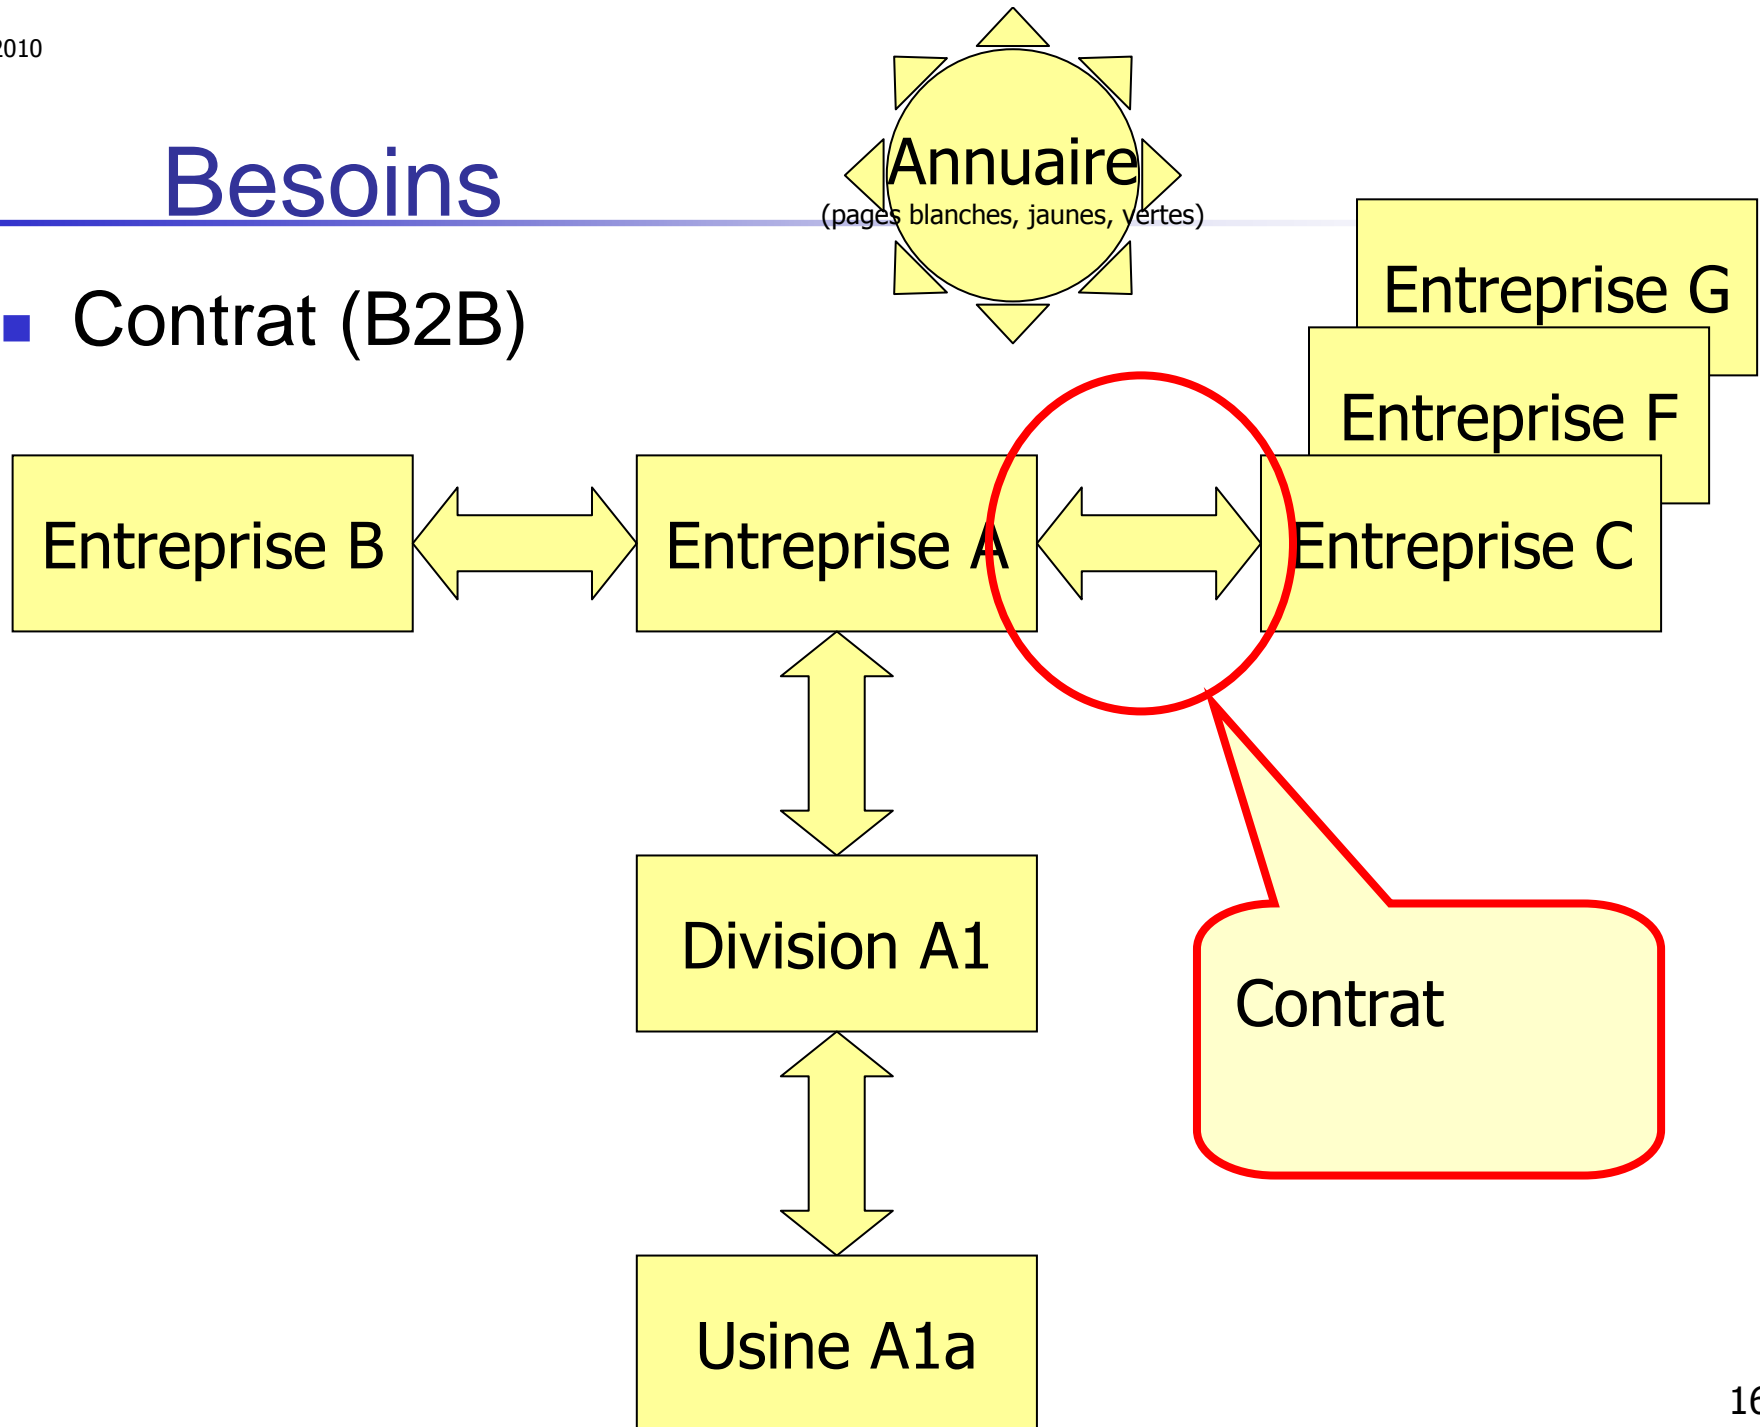 2010
Annuaire
(pages blanches, jaunes, vertes)
Besoins
Contrat (B2B)
Entreprise G
Entreprise F
Entreprise B
Entreprise A
Entreprise C
Division A1
Contrat
Usine A1a
16